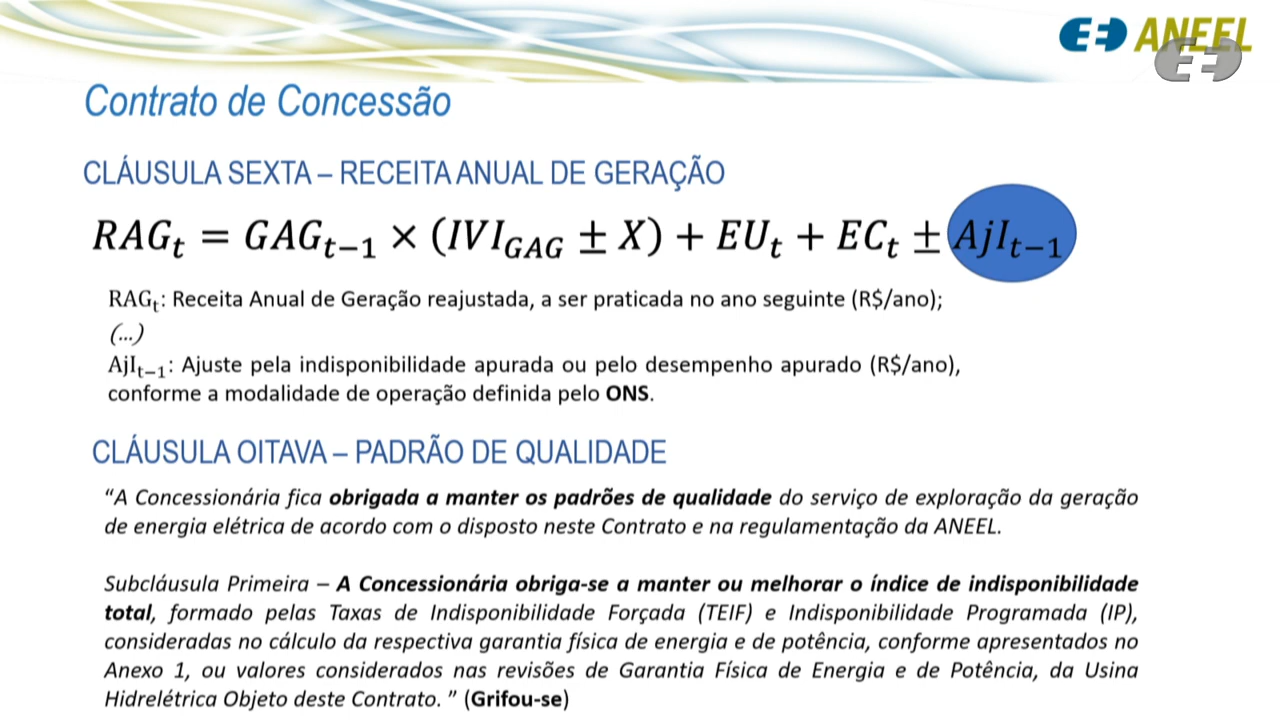 ANEEL
Contrato de Concessão
CLÁUSULA SEXTA – RECEITA ANUAL DE GERAÇÃO
RAGₜ = GAGₜ₋₁ × (IVI_GAG ± X) + EUₜ + ECₜ ± AjIₜ₋₁
RAGₜ: Receita Anual de Geração reajustada, a ser praticada no ano seguinte (R$/ano);
(...)
AjIₜ₋₁: Ajuste pela indisponibilidade apurada ou pelo desempenho apurado (R$/ano),
conforme a modalidade de operação definida pelo ONS.
CLÁUSULA OITAVA – PADRÃO DE QUALIDADE
“A Concessionária fica obrigada a manter os padrões de qualidade do serviço de exploração da geração
de energia elétrica de acordo com o disposto neste Contrato e na regulamentação da ANEEL.
Subcláusula Primeira – A Concessionária obriga-se a manter ou melhorar o índice de indisponibilidade
total, formado pelas Taxas de Indisponibilidade Forçada (TEIF) e Indisponibilidade Programada (IP),
consideradas no cálculo da respectiva garantia física de energia e de potência, conforme apresentados no
Anexo 1, ou valores considerados nas revisões de Garantia Física de Energia e de Potência, da Usina
Hidrelétrica Objeto deste Contrato. ” (Grifou-se)